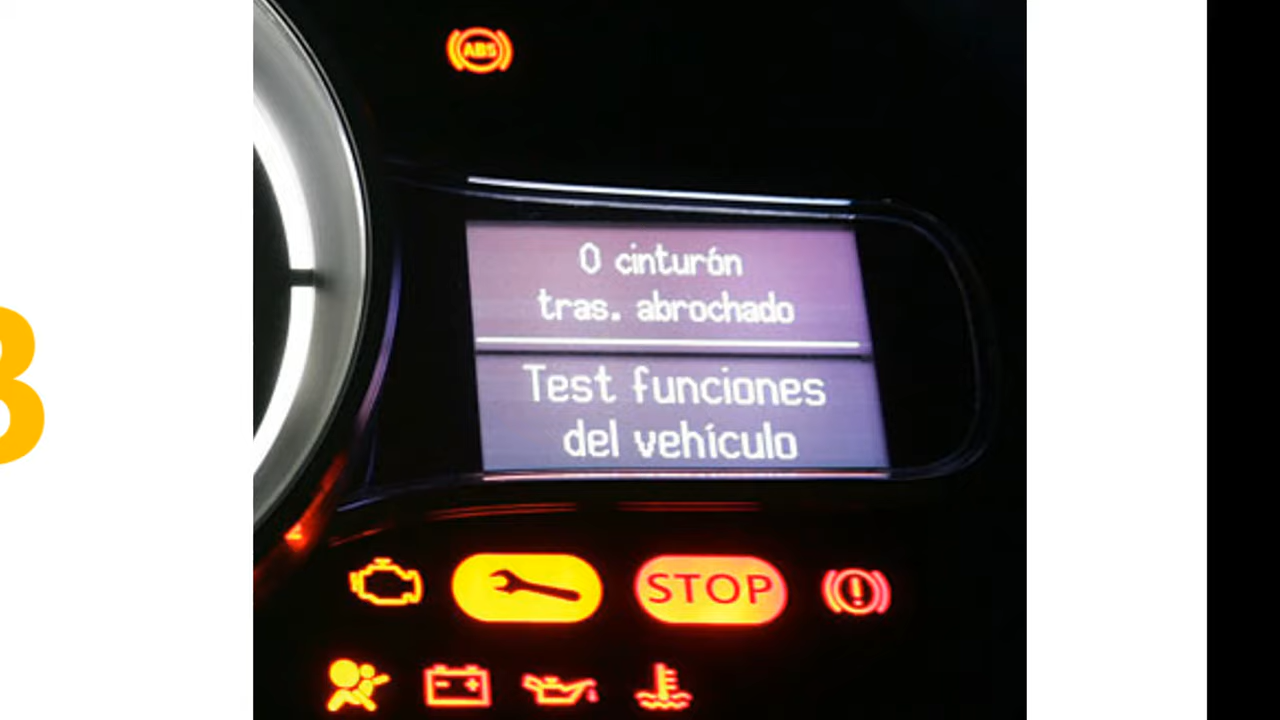 ABS
0 cinturón
tras. abrochado
Test funciones
del vehículo
STOP